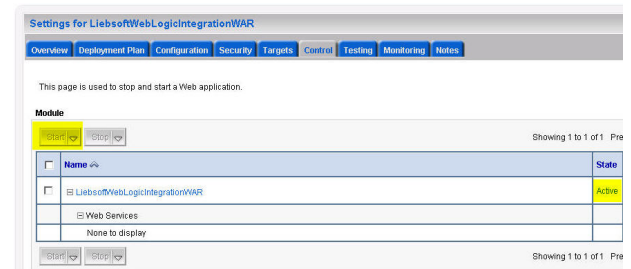 Settings for LiebsoftWebLogicIntegrationWAR
Overview Deployment Plan Configuration Security Targets Control Testing Monitoring Notes
This page is used to stop and start a Web application.
Module
Start Stop Showing 1 to 1 of 1 Pre
Name State
LiebsoftWebLogicIntegrationWAR Active
Web Services
None to display
Start Stop Showing 1 to 1 of 1 Pre